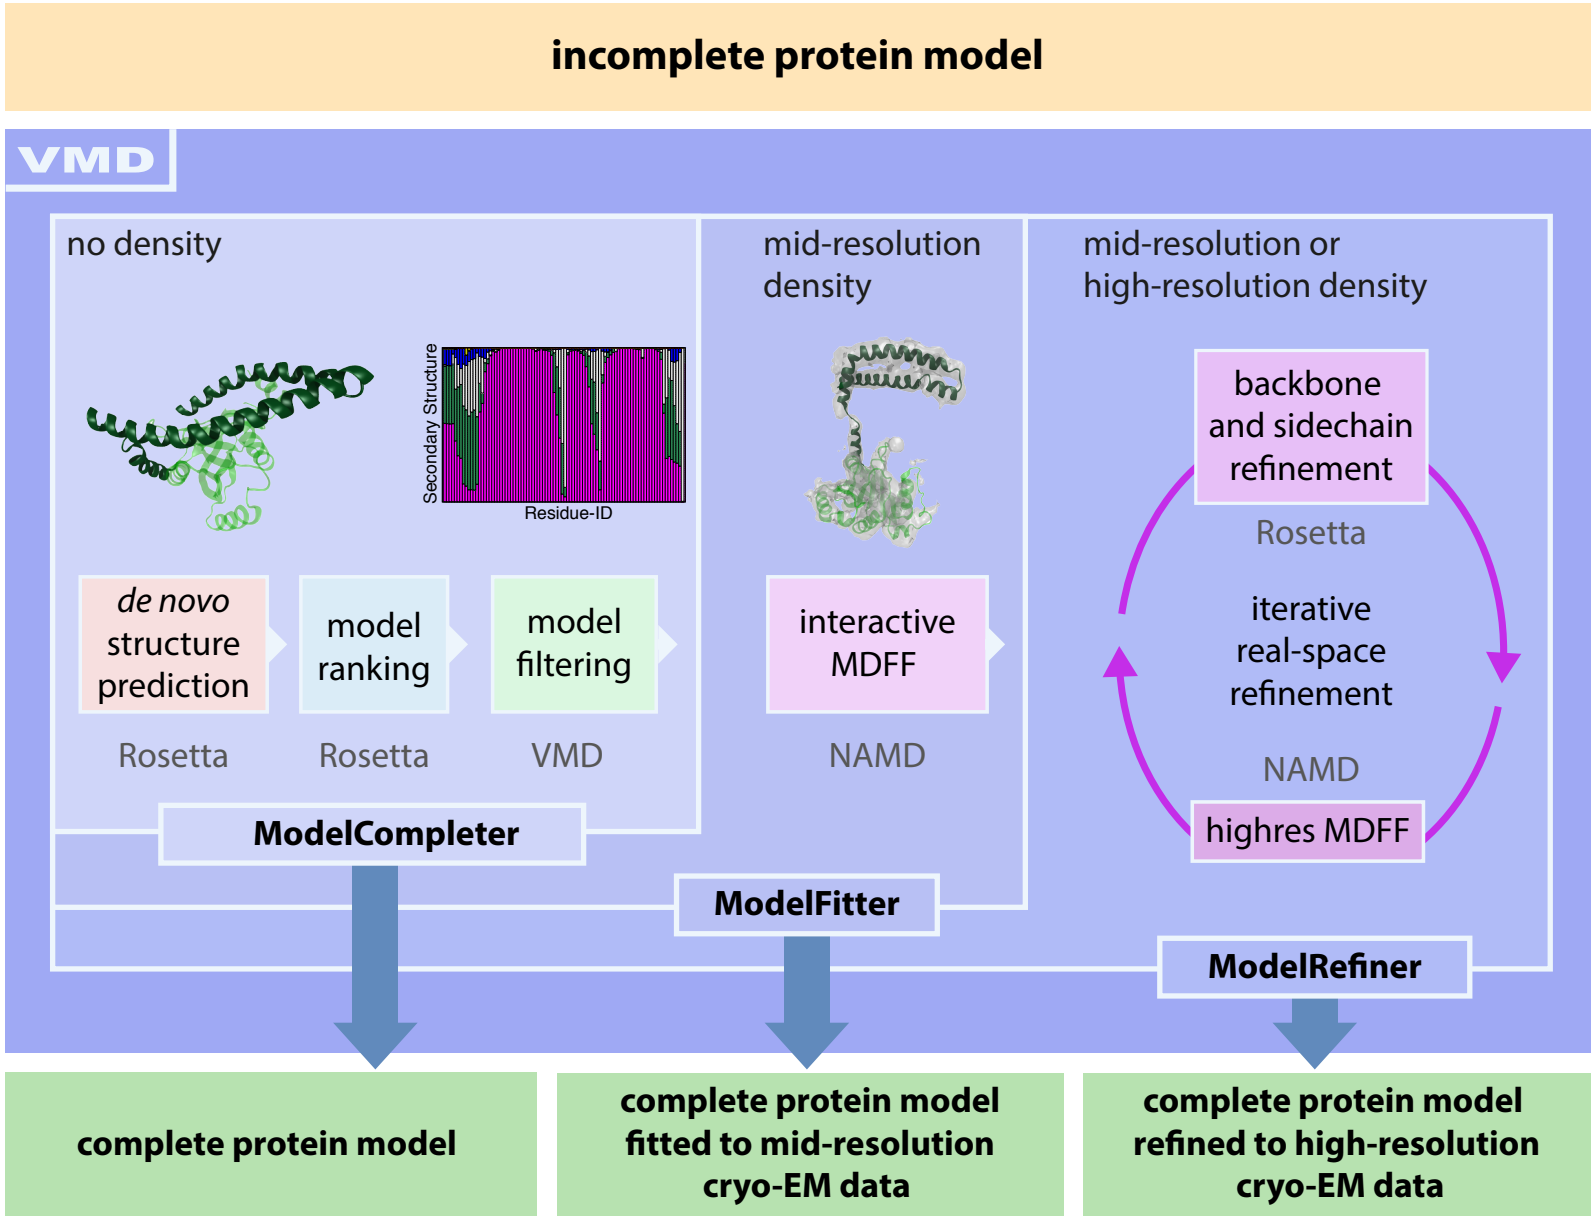 incomplete protein model
VMD
no density
Secondary Structure
Residue-ID
de novo
structure
prediction
Rosetta
model
ranking
Rosetta
model
filtering
VMD
ModelCompleter
mid-resolution
density
interactive
MDFF
NAMD
ModelFitter
mid-resolution or
high-resolution density
backbone
and sidechain
refinement
Rosetta
iterative
real-space
refinement
NAMD
highres MDFF
ModelRefiner
complete protein model
complete protein model
fitted to mid-resolution
cryo-EM data
complete protein model
refined to high-resolution
cryo-EM data